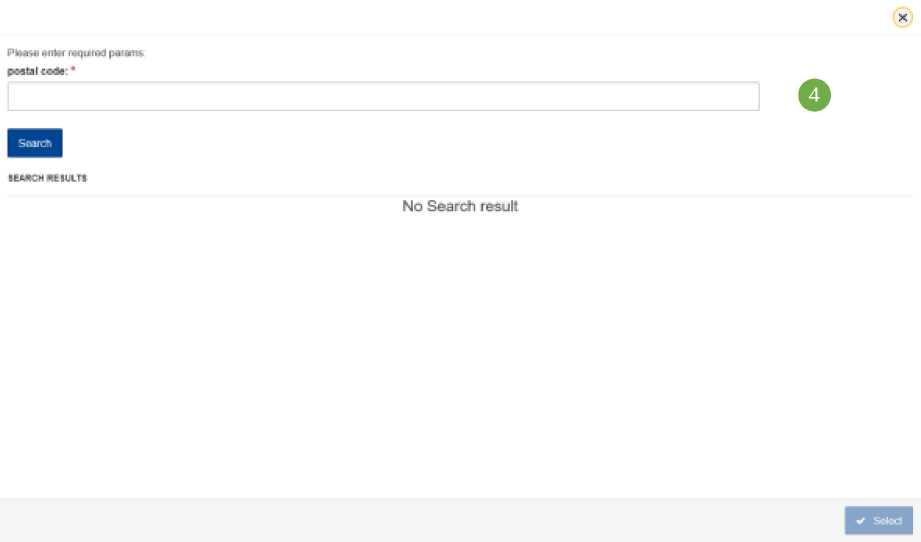 Please enter required params:
postal code: *
4
Search
SEARCH RESULTS
No Search result
Select